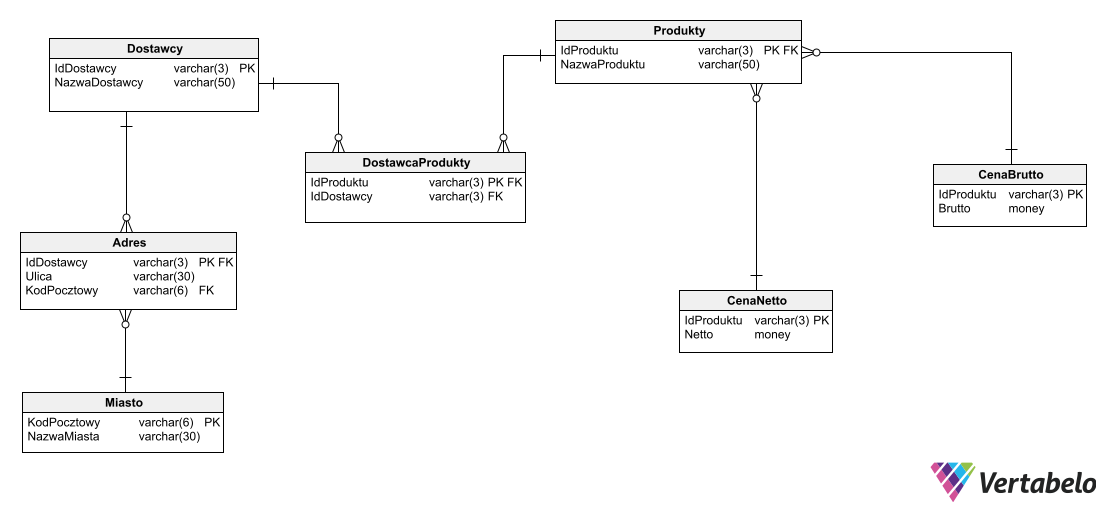 Dostawcy
IdDostawcy varchar(3) PK
NazwaDostawcy varchar(50)
Produkty
IdProduktu varchar(3) PK FK
NazwaProduktu varchar(50)
DostawcaProdukty
IdProduktu varchar(3) PK FK
IdDostawcy varchar(3) FK
CenaBrutto
IdProduktu varchar(3) PK
Brutto money
Adres
IdDostawcy varchar(3) PK FK
Ulica varchar(30)
KodPocztowy varchar(6) FK
CenaNetto
IdProduktu varchar(3) PK
Netto money
Miasto
KodPocztowy varchar(6) PK
NazwaMiasta varchar(30)
Vertabelo